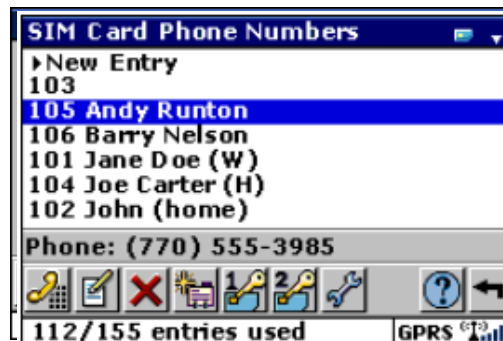 SIM Card Phone Numbers
New Entry
103
105 Andy Runton
106 Barry Nelson
101 Jane Doe (W)
104 Joe Carter (H)
102 John (home)
Phone: (770) 555-3985
1 2 ?
112/155 entries used GPRS